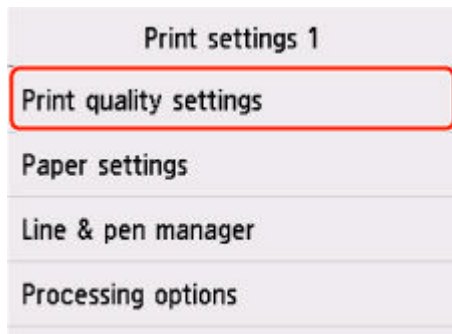 Print settings 1
Print quality settings
Paper settings
Line & pen manager
Processing options